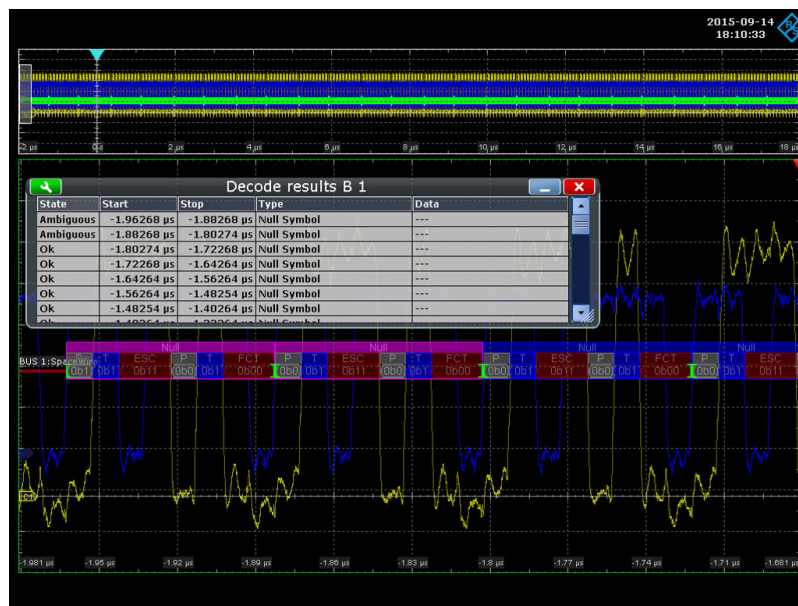 2015-09-14
18:10:33
-2 µs 0 s 2 µs 4 µs 6 µs 8 µs 10 µs 12 µs 14 µs 16 µs 18 µs
Decode results B 1
State Start Stop Type Data
Ambiguous -1.96268 µs -1.88268 µs Null Symbol ---
Ambiguous -1.88268 µs -1.80274 µs Null Symbol ---
Ok -1.80274 µs -1.72268 µs Null Symbol ---
Ok -1.72268 µs -1.64264 µs Null Symbol ---
Ok -1.64264 µs -1.56264 µs Null Symbol ---
Ok -1.56264 µs -1.48254 µs Null Symbol ---
Ok -1.48254 µs -1.40264 µs Null Symbol ---
Null Null Null Null
BUS 1:SpaceWire P T ESC P T FCT P T ESC P T FCT P T ESC P T FCT P T ESC
0b1 0b1 0b11 0b0 0b1 0b00 0b0 0b1 0b11 0b0 0b1 0b00 0b0 0b1 0b11 0b0 0b1 0b00 0b0 0b1 0b11
C1
-1.981 µs -1.95 µs -1.92 µs -1.89 µs -1.86 µs -1.83 µs -1.8 µs -1.77 µs -1.74 µs -1.71 µs -1.681 µs